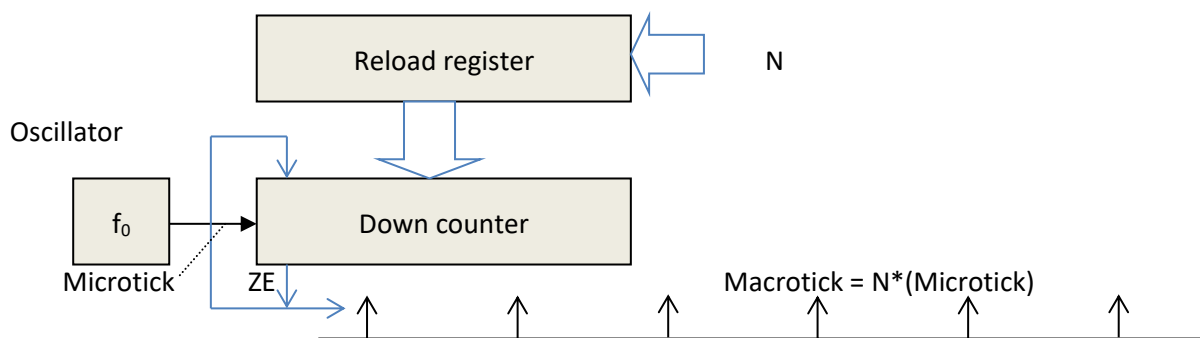 Reload register
N
Oscillator
f₀
Down counter
Microtick
ZE
Macrotick = N*(Microtick)